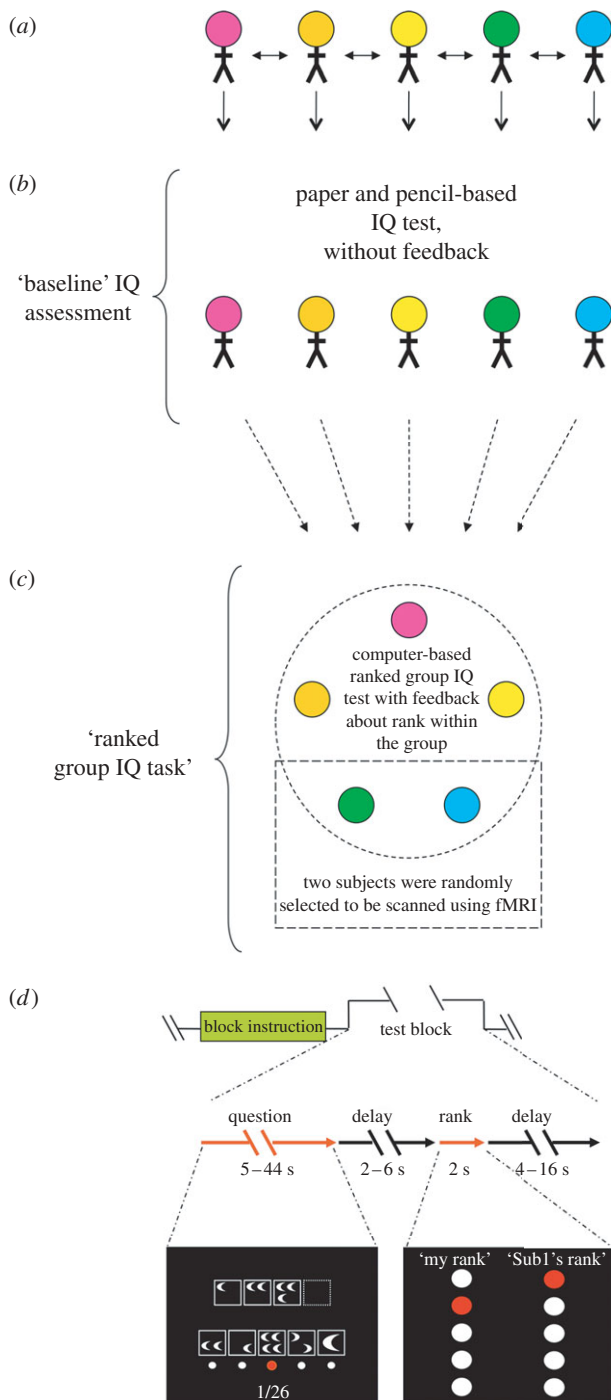 (a)
(b)
paper and pencil-based
IQ test,
without feedback
‘baseline’ IQ
assessment
(c)
computer-based
ranked group IQ
test with feedback
about rank within
the group
‘ranked
group IQ task’
two subjects were randomly
selected to be scanned using fMRI
(d)
block instruction
test block
question
delay
rank
delay
5–44 s
2–6 s
2 s
4–16 s
‘my rank’
‘Sub1’s rank’
1/26